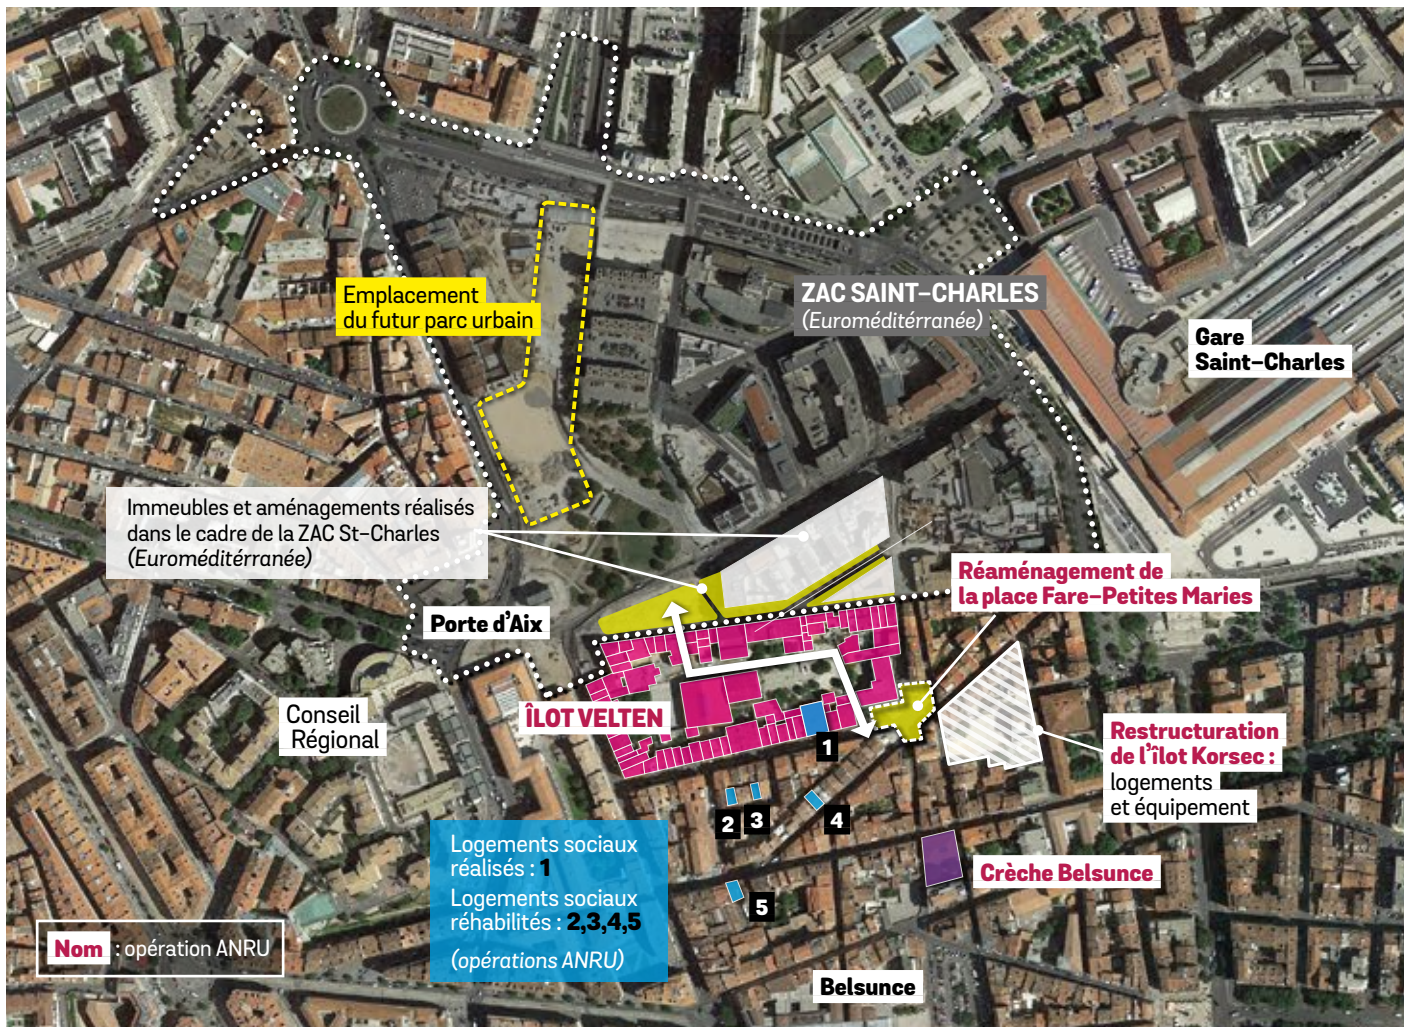 Emplacement
du futur parc urbain
ZAC SAINT-CHARLES
(Euroméditérranée)
Gare
Saint-Charles
Immeubles et aménagements réalisés
dans le cadre de la ZAC St-Charles
(Euroméditérranée)
Réaménagement de
la place Fare-Petites Maries
Porte d'Aix
Conseil
Régional
ÎLOT VELTEN
1
Restructuration
de l'îlot Korsec :
logements
et équipement
2
3
4
Logements sociaux
réalisés : 1
Logements sociaux
réhabilités : 2,3,4,5
(opérations ANRU)
Crèche Belsunce
5
Nom : opération ANRU
Belsunce